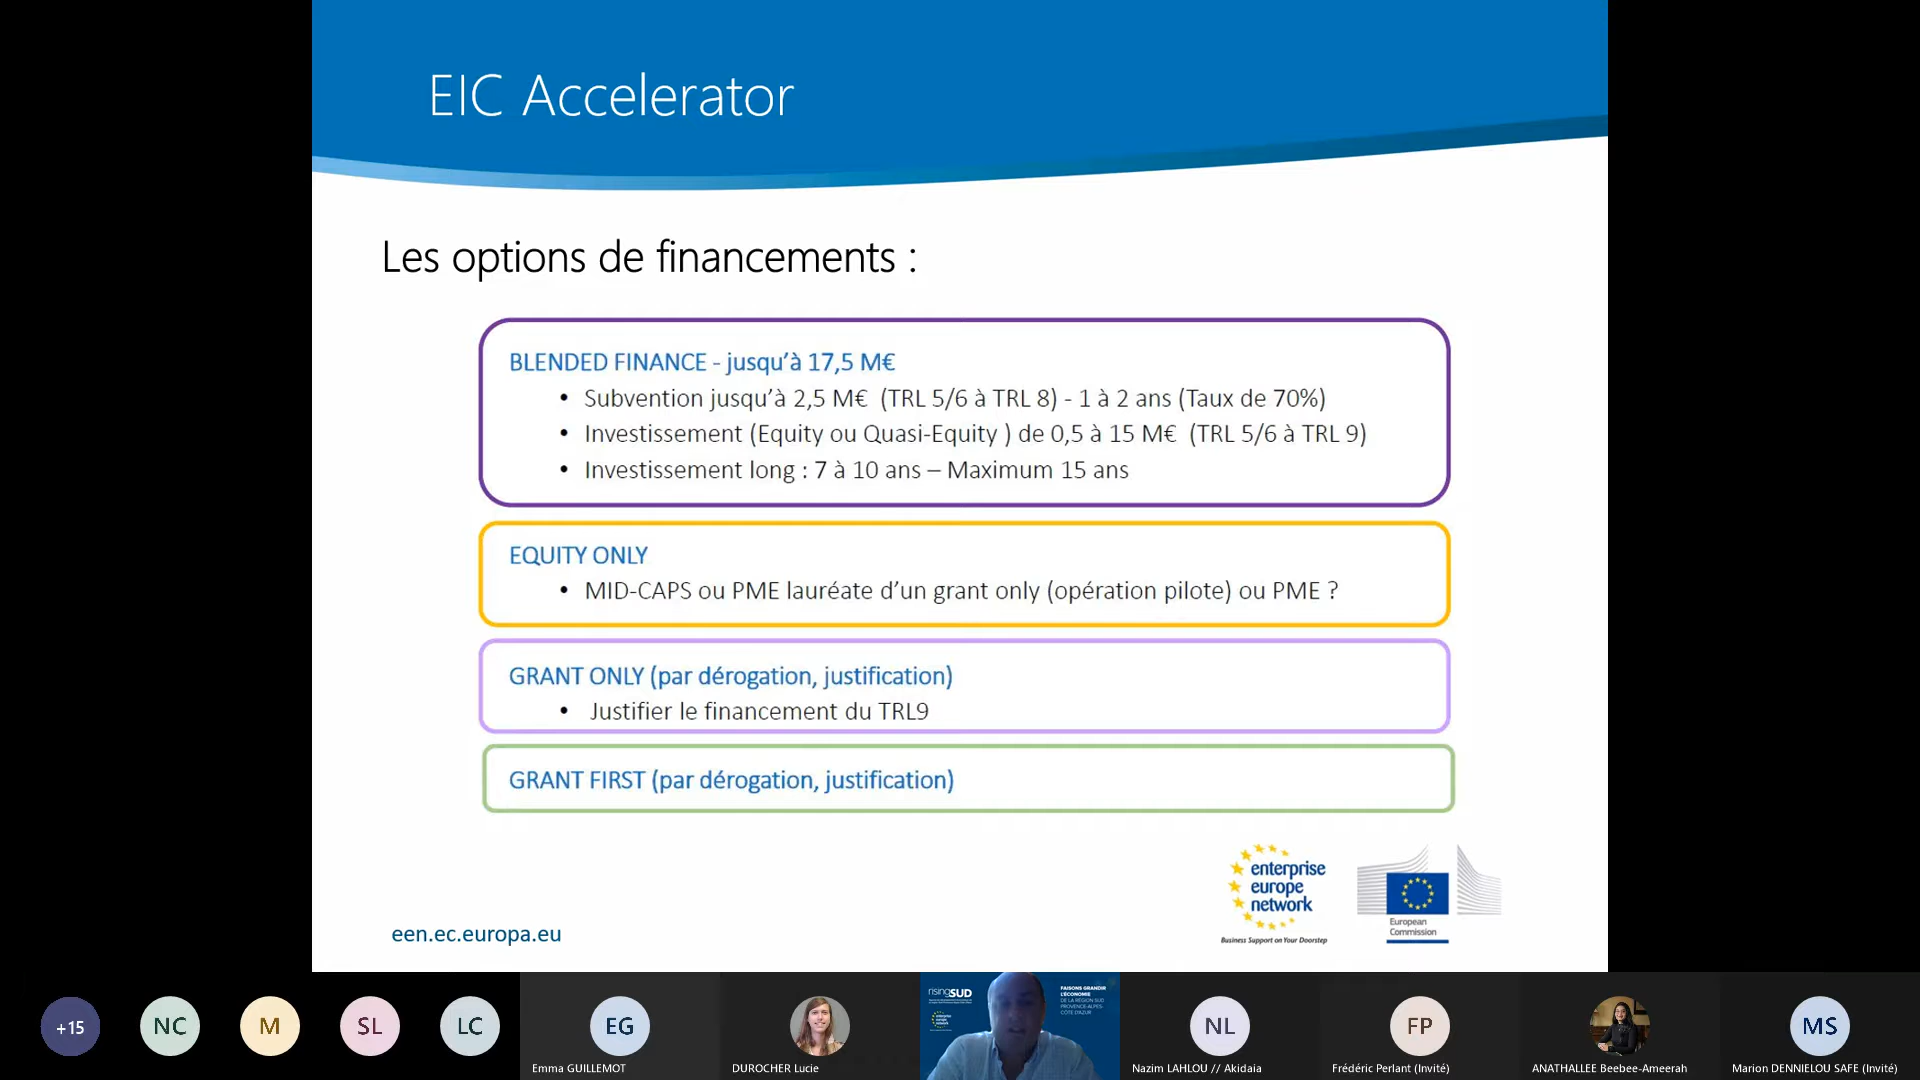 EIC Accelerator
Les options de financements :
BLENDED FINANCE - jusqu’à 17,5 M€
• Subvention jusqu’à 2,5 M€ (TRL 5/6 à TRL 8) - 1 à 2 ans (Taux de 70%)
• Investissement (Equity ou Quasi-Equity ) de 0,5 à 15 M€ (TRL 5/6 à TRL 9)
• Investissement long : 7 à 10 ans – Maximum 15 ans
EQUITY ONLY
• MID-CAPS ou PME lauréate d’un grant only (opération pilote) ou PME ?
GRANT ONLY (par dérogation, justification)
• Justifier le financement du TRL9
GRANT FIRST (par dérogation, justification)
enterprise
europe
network
Business Support on Your Doorstep
European
Commission
een.ec.europa.eu
+15
NC
M
SL
LC
EG
Emma GUILLEMOT
DUROCHER Lucie
risingSUD
FAISONS GRANDIR
L'ÉCONOMIE
DE LA RÉGION SUD
PROVENCE-ALPES-
CÔTE D'AZUR
NL
Nazim LAHLOU // Akidaia
FP
Frédéric Perlant (Invité)
ANATHALLEE Beebee-Ameerah
MS
Marion DENNIELOU SAFE (Invité)